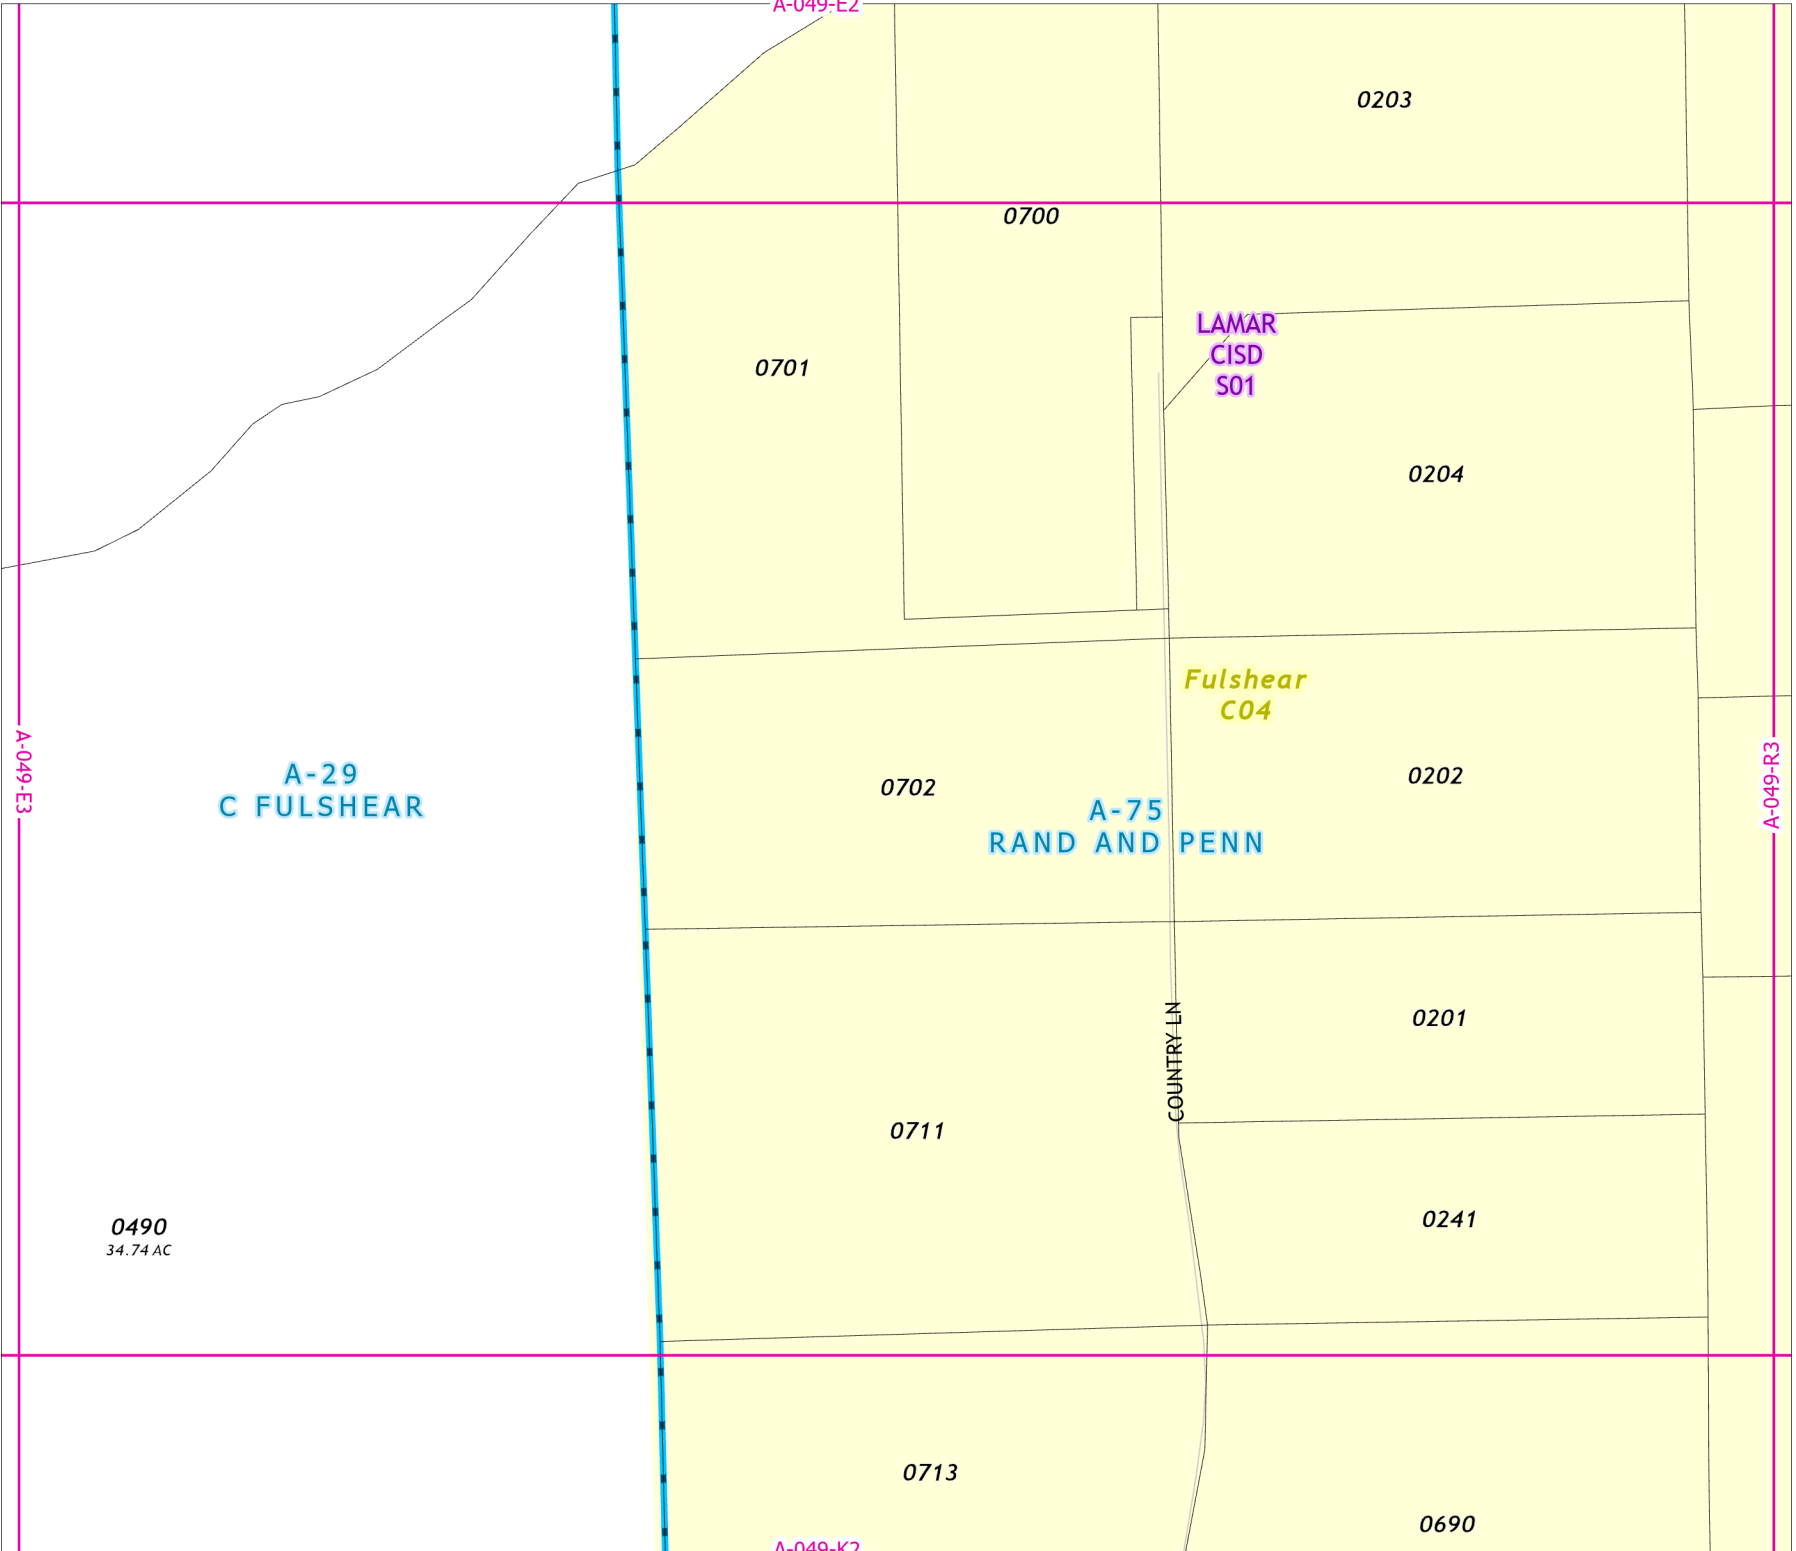 A-049-E2
0203
0700
LAMAR
CISD
S01
0701
0204
Fulshear
C04
A-049-E3
A-29
C FULSHEAR
0702
A-75
RAND AND PENN
0202
A-049-R3
COUNTRY LN
0201
0711
0241
0490
34.74 AC
0713
0690
A-049-K2